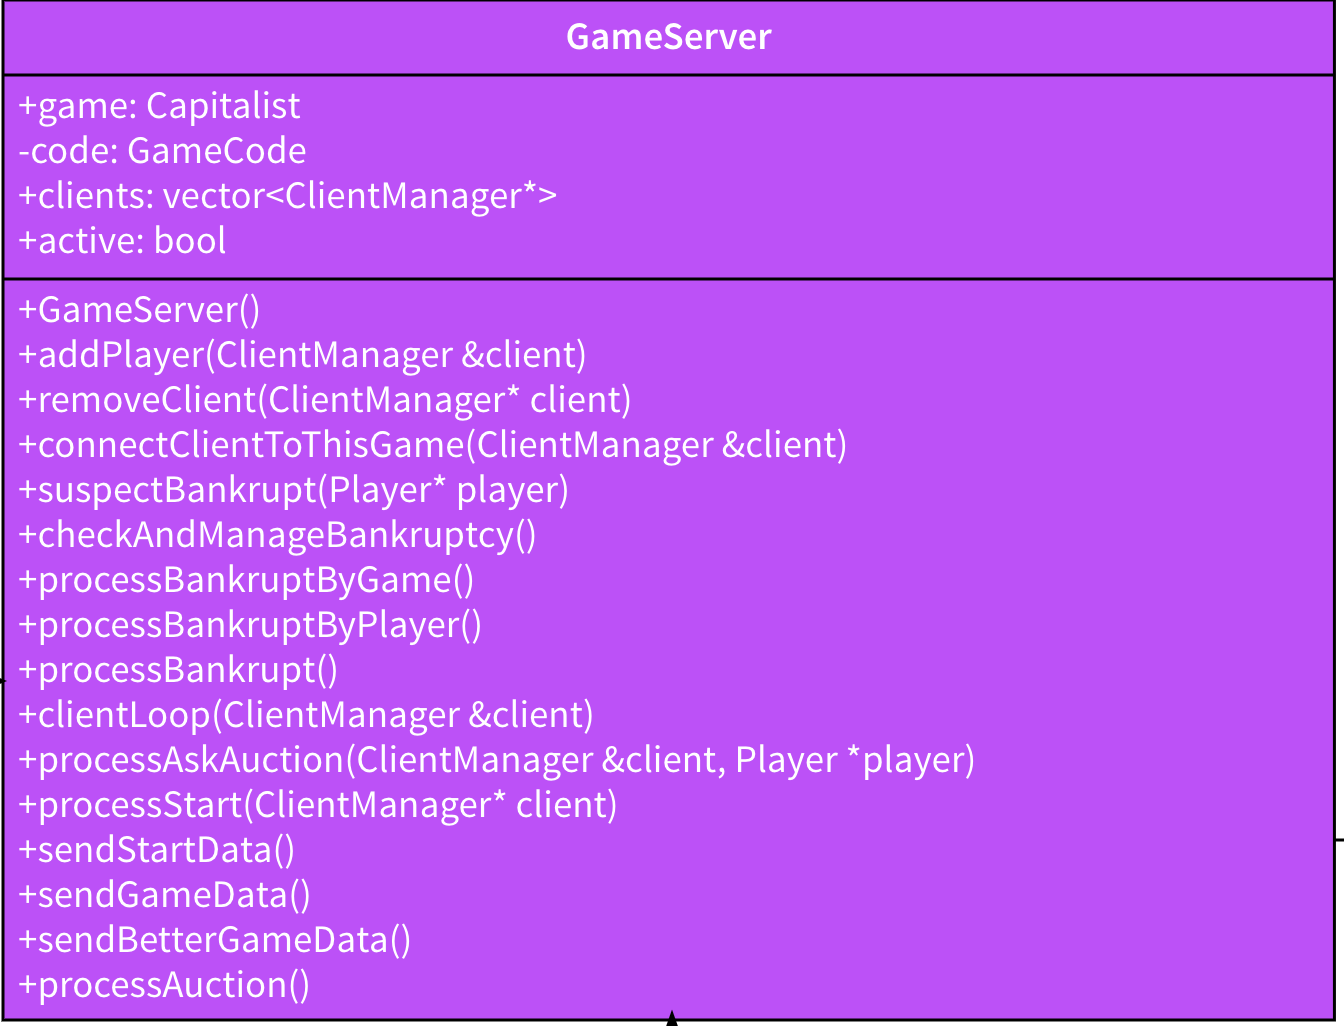 GameServer
+game: Capitalist
-code: GameCode
+clients: vector<ClientManager*>
+active: bool
+GameServer()
+addPlayer(ClientManager &client)
+removeClient(ClientManager* client)
+connectClientToThisGame(ClientManager &client)
+suspectBankrupt(Player* player)
+checkAndManageBankruptcy()
+processBankruptByGame()
+processBankruptByPlayer()
+processBankrupt()
+clientLoop(ClientManager &client)
+processAskAuction(ClientManager &client, Player *player)
+processStart(ClientManager* client)
+sendStartData()
+sendGameData()
+sendBetterGameData()
+processAuction()